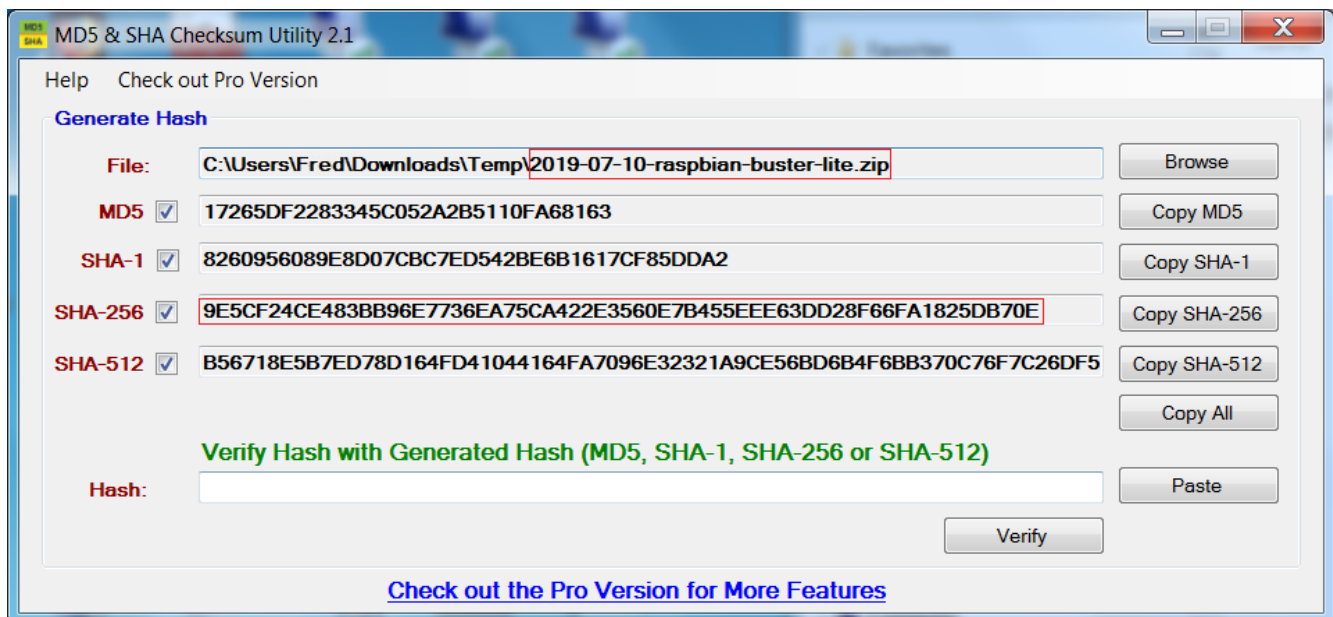 MD5 SHA MD5 & SHA Checksum Utility 2.1
Help Check out Pro Version
Generate Hash
File: C:\Users\Fred\Downloads\Temp\2019-07-10-raspbian-buster-lite.zip Browse
MD5 17265DF2283345C052A2B5110FA68163 Copy MD5
SHA-1 8260956089E8D07CBC7ED542BE6B1617CF85DDA2 Copy SHA-1
SHA-256 9E5CF24CE483BB96E7736EA75CA422E3560E7B455EEE63DD28F66FA1825DB70E Copy SHA-256
SHA-512 B56718E5B7ED78D164FD41044164FA7096E32321A9CE56BD6B4F6BB370C76F7C26DF5 Copy SHA-512
Copy All
Verify Hash with Generated Hash (MD5, SHA-1, SHA-256 or SHA-512)
Hash: Paste
Verify
Check out the Pro Version for More Features